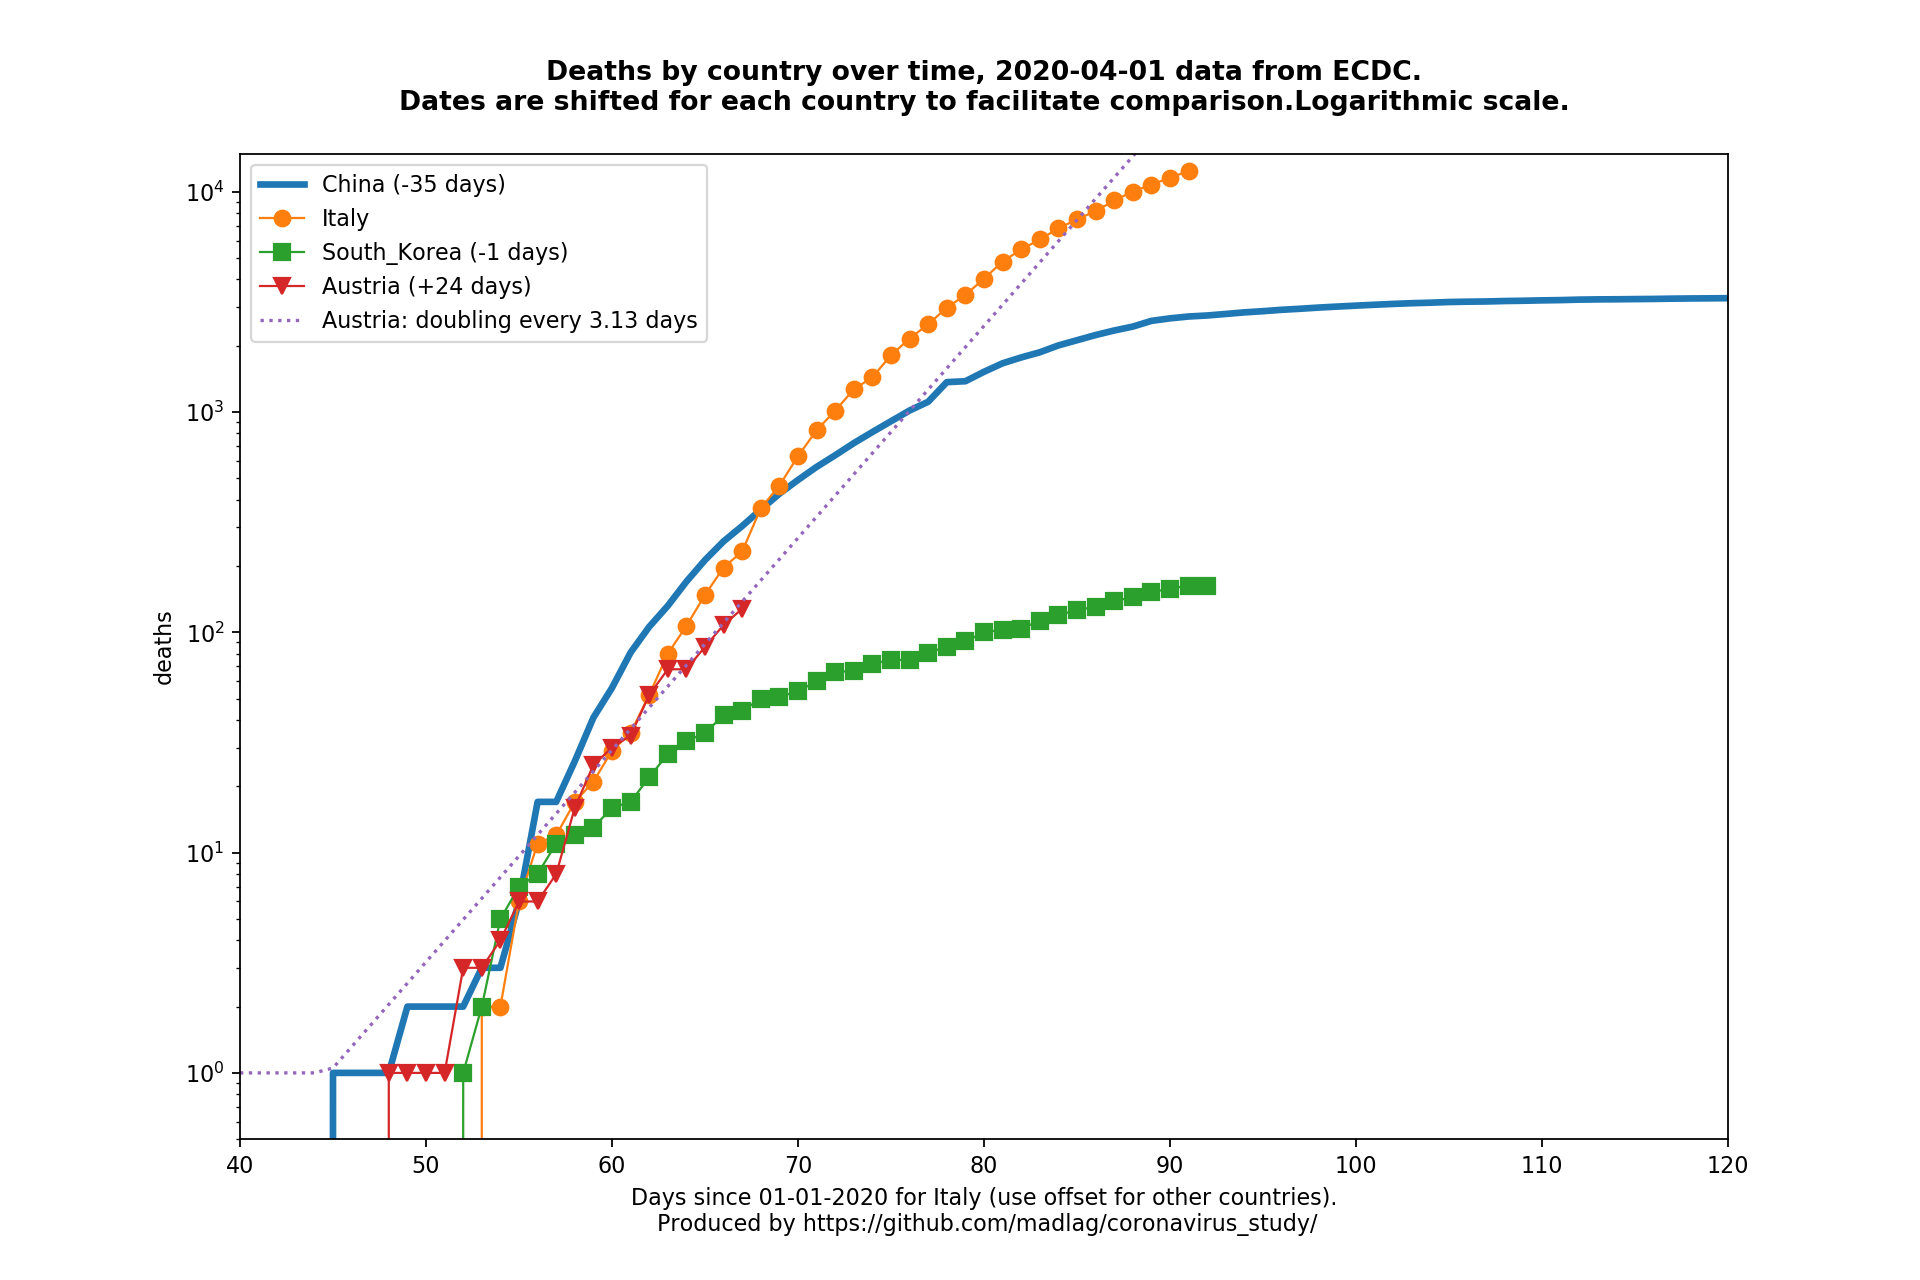 Deaths by country over time, 2020-04-01 data from ECDC.
Dates are shifted for each country to facilitate comparison.Logarithmic scale.
China (-35 days)
Italy
South_Korea (-1 days)
Austria (+24 days)
Austria: doubling every 3.13 days
deaths
10⁴
10³
10²
10¹
10⁰
40 50 60 70 80 90 100 110 120
Days since 01-01-2020 for Italy (use offset for other countries).
Produced by https://github.com/madlag/coronavirus_study/